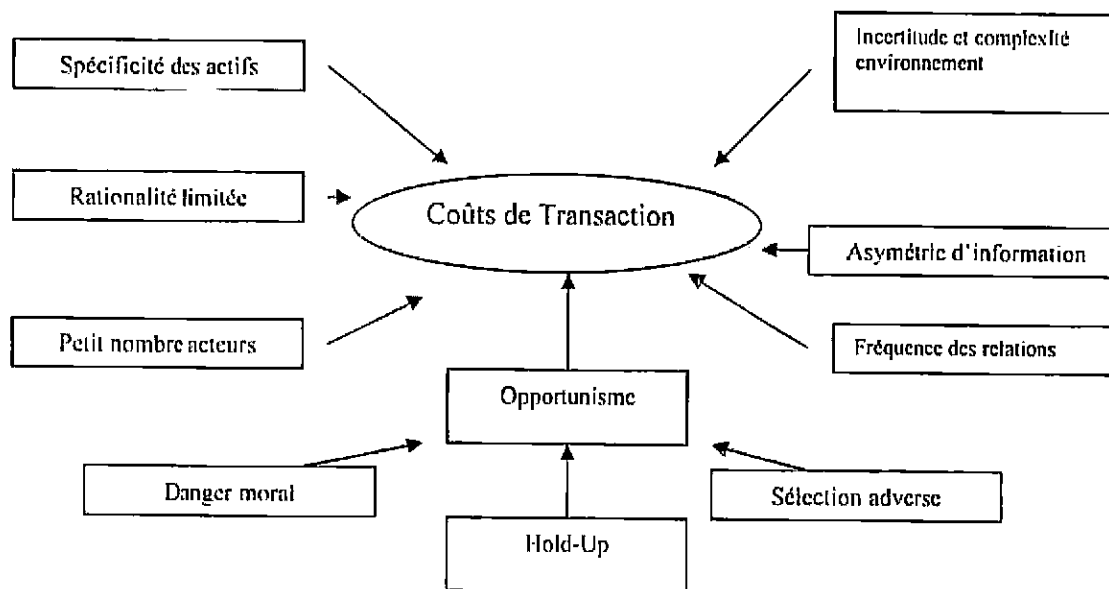 Spécificité des actifs
Incertitude et complexité
environnement
Rationalité limitée
Coûts de Transaction
Asymétrie d'information
Petit nombre acteurs
Fréquence des relations
Opportunisme
Danger moral
Sélection adverse
Hold-Up